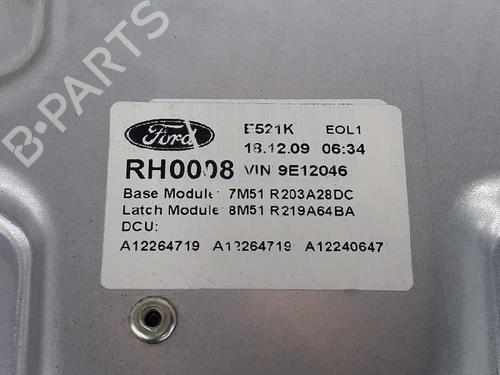 Ford E521K EOL1
18.12.09 06:34
RH0008 VIN 9E12046
Base Module: 7M51 R203A28DC
Latch Module: 8M51 R219A64BA
DCU:
A12264719 A12264719 A12240647